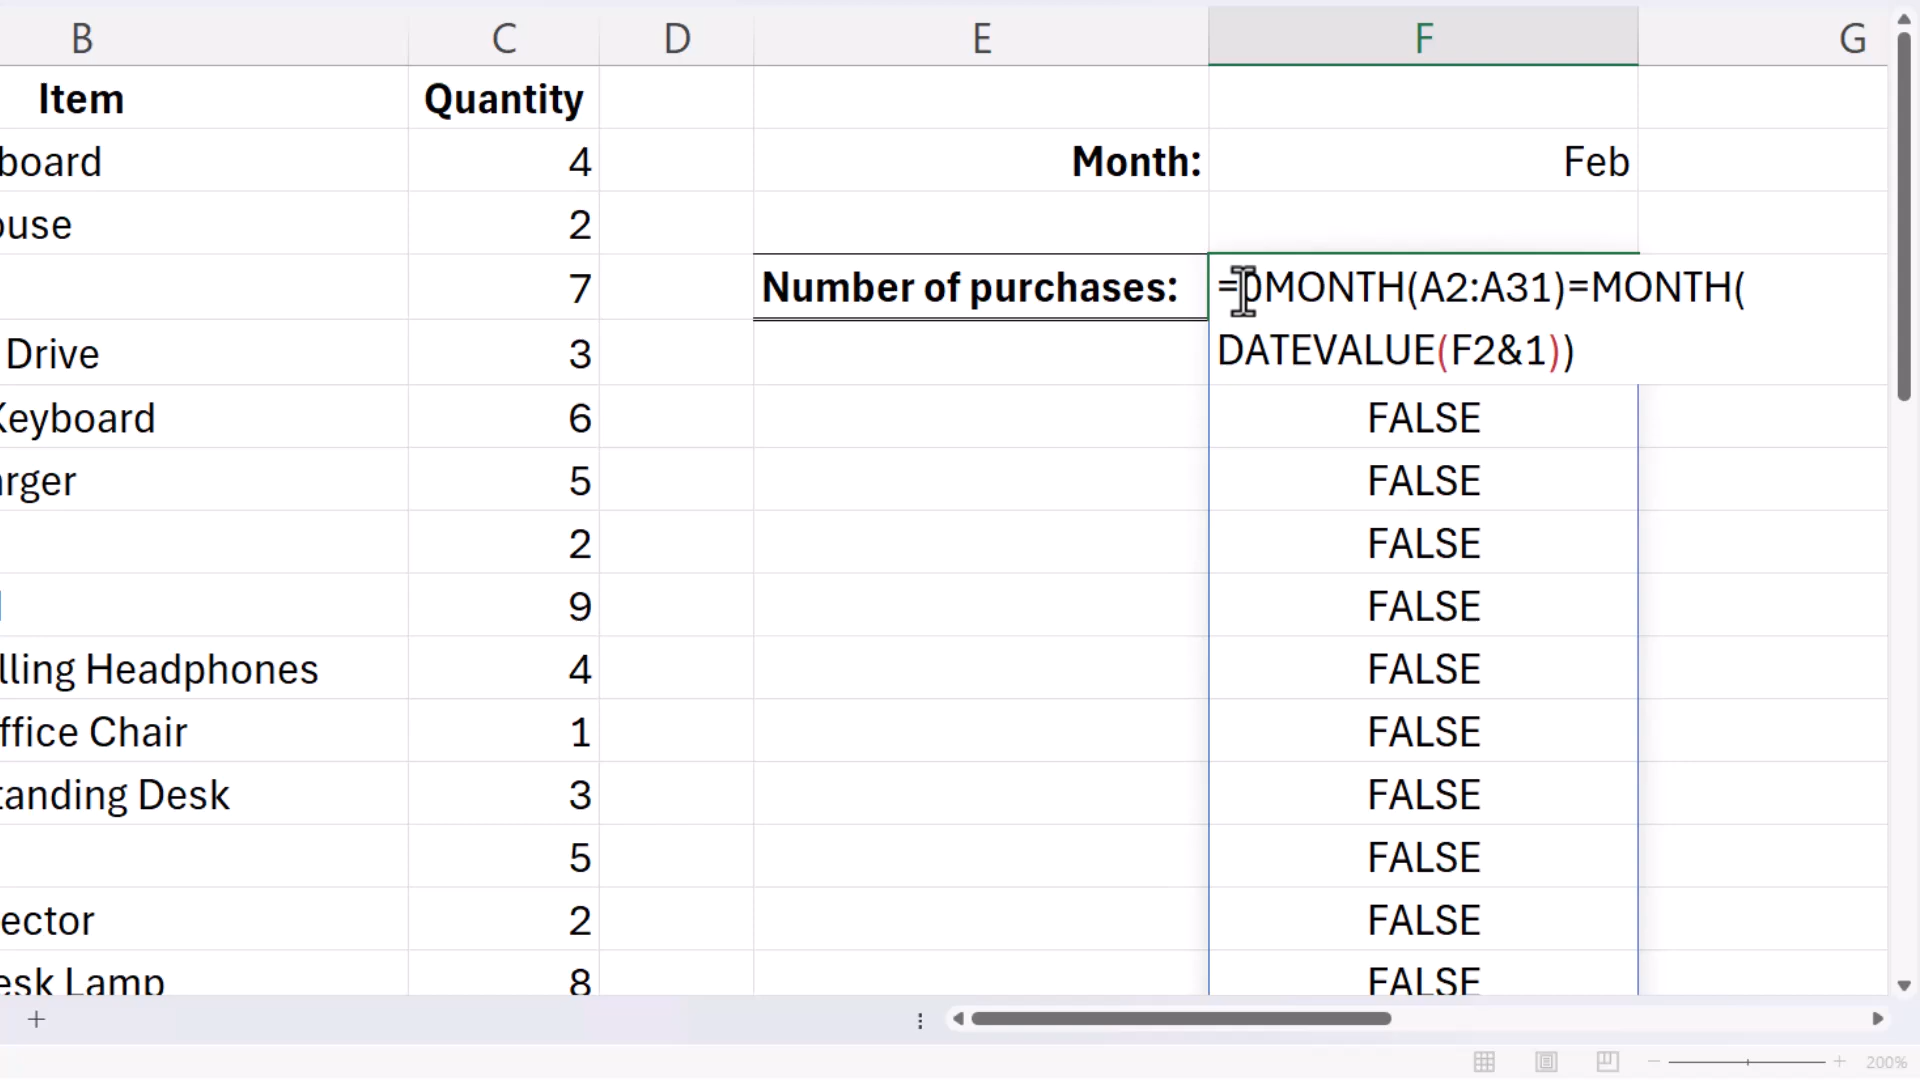 B C D E F G
Item Quantity
board 4 Month: Feb
ouse 2
7 Number of purchases: =MONTH(A2:A31)=MONTH(
Drive 3 DATEVALUE(F2&1))
Keyboard 6 FALSE
arger 5 FALSE
2 FALSE
9 FALSE
lling Headphones 4 FALSE
ffice Chair 1 FALSE
tanding Desk 3 FALSE
5 FALSE
ector 2 FALSE
esk Lamp 8 FALSE
200%